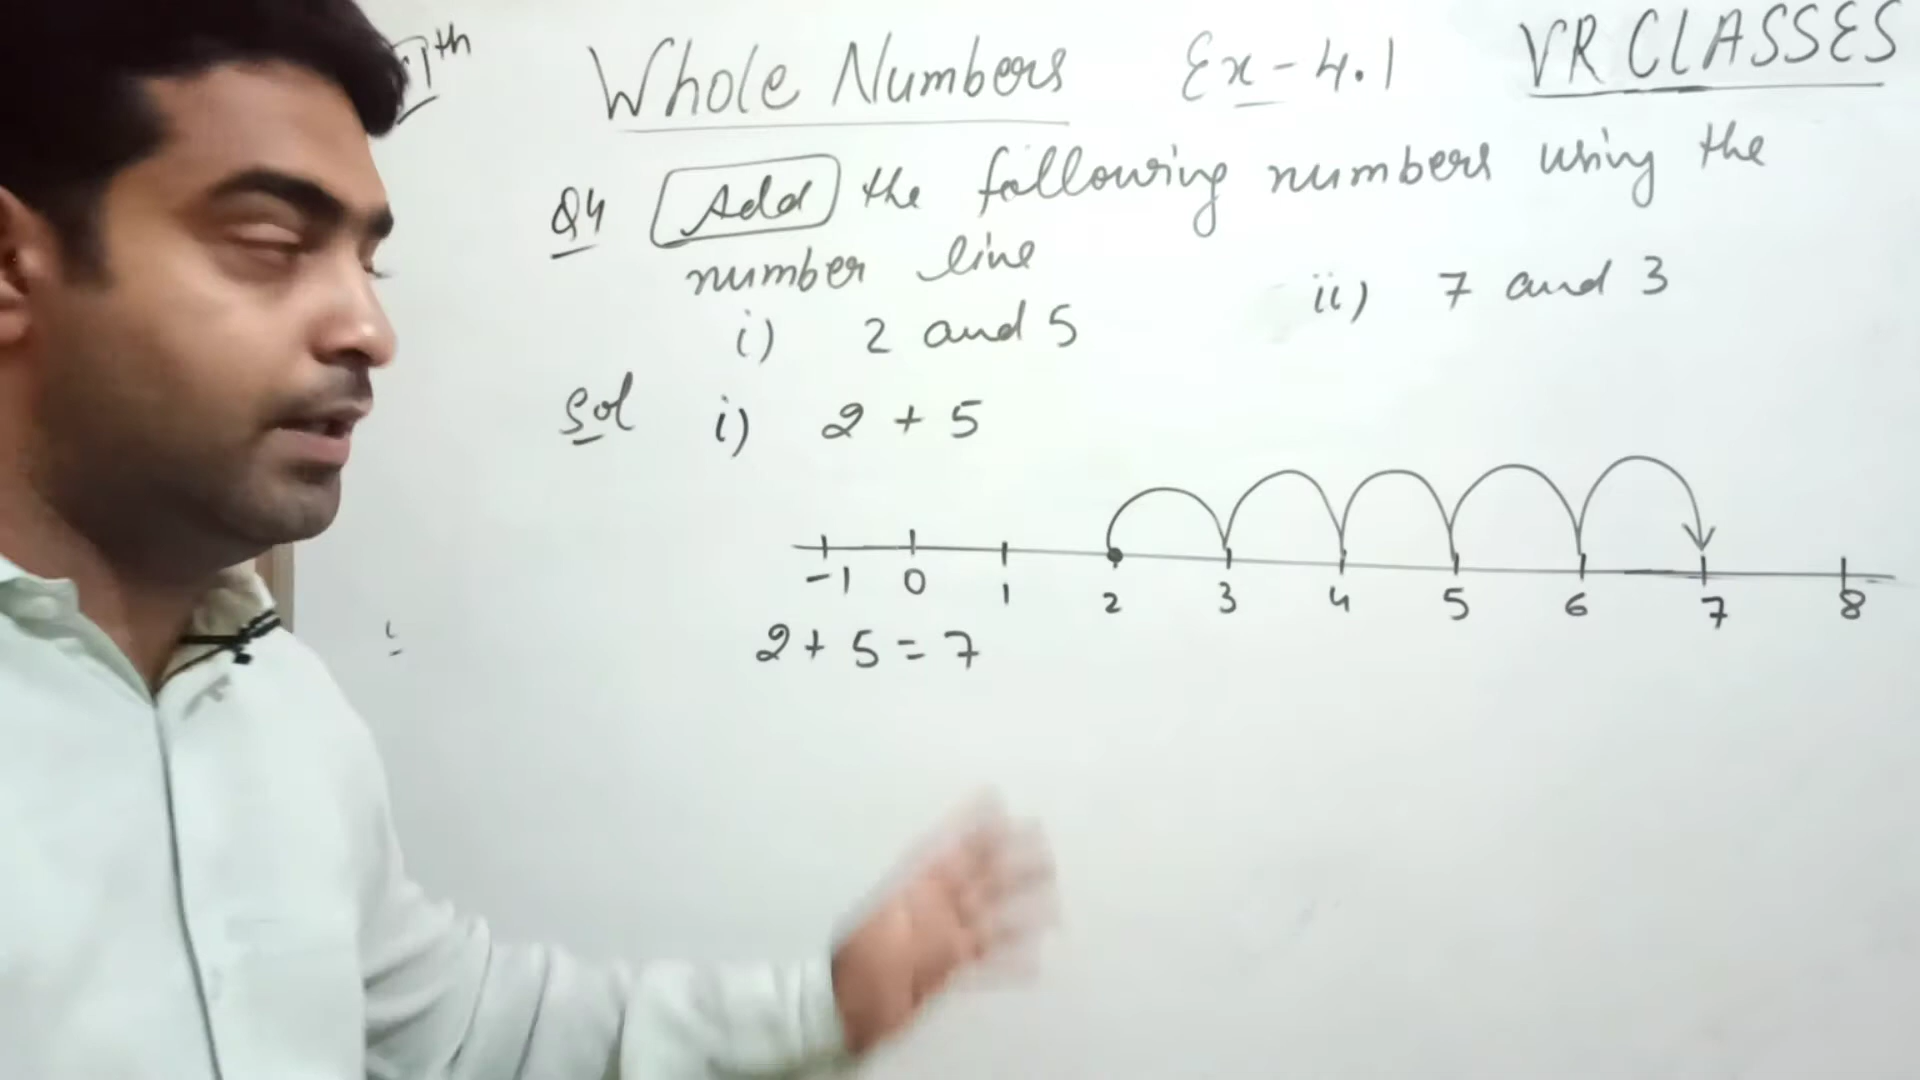 Whole Numbers Ex-4.1 VR CLASSES
Q4 Add the following numbers using the
number line
i) 2 and 5 ii) 7 and 3
Sol i) 2 + 5
-1 0 1 2 3 4 5 6 7 8
2 + 5 = 7